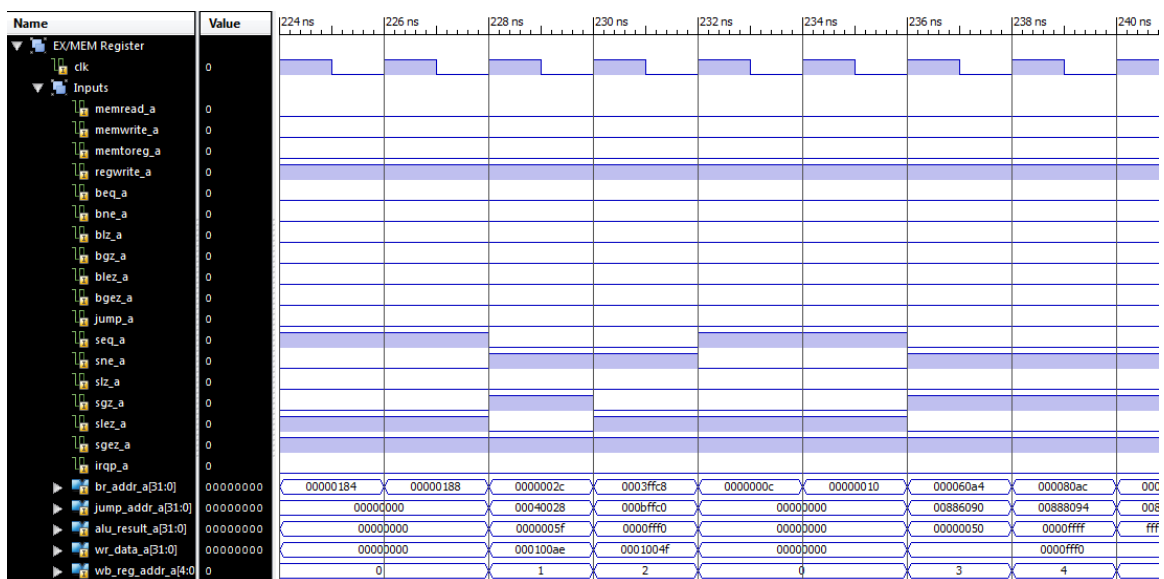 Name Value 224 ns 226 ns 228 ns 230 ns 232 ns 234 ns 236 ns 238 ns 240 ns
EX/MEM Register
clk 0
Inputs
memread_a 0
memwrite_a 0
memtoreg_a 0
regwrite_a 0
beq_a 0
bne_a 0
blz_a 0
bgz_a 0
blez_a 0
bgez_a 0
jump_a 0
seq_a 0
sne_a 0
slz_a 0
sgz_a 0
slez_a 0
sgez_a 0
irqp_a 0
br_addr_a[31:0] 00000000 00000184 00000188 0000002c 0003ffc8 0000000c 00000010 000060a4 000080ac 000
jump_addr_a[31:0] 00000000 00000000 00040028 000bffc0 00000000 00886090 00888094 008
alu_result_a[31:0] 00000000 00000000 0000005f 0000fff0 00000000 00000050 0000ffff fff
wr_data_a[31:0] 00000000 00000000 000100ae 0001004f 00000000 0000fff0
wb_reg_addr_a[4:0 0 0 1 2 0 3 4